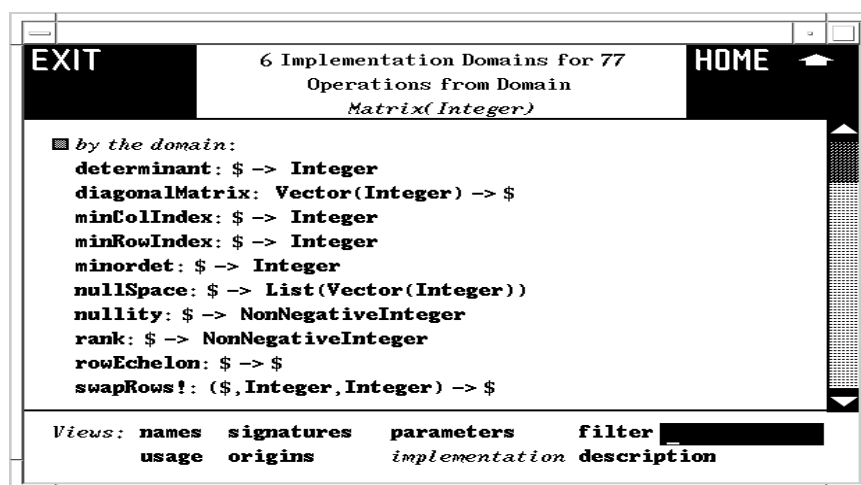 EXIT
6 Implementation Domains for 77
Operations from Domain
Matrix(Integer)
HOME
by the domain:
determinant: $ -> Integer
diagonalMatrix: Vector(Integer) -> $
minColIndex: $ -> Integer
minRowIndex: $ -> Integer
minordet: $ -> Integer
nullSpace: $ -> List(Vector(Integer))
nullity: $ -> NonNegativeInteger
rank: $ -> NonNegativeInteger
rowEchelon: $ -> $
swapRows!: ($,Integer,Integer) -> $
Views: names signatures parameters filter _
usage origins implementation description